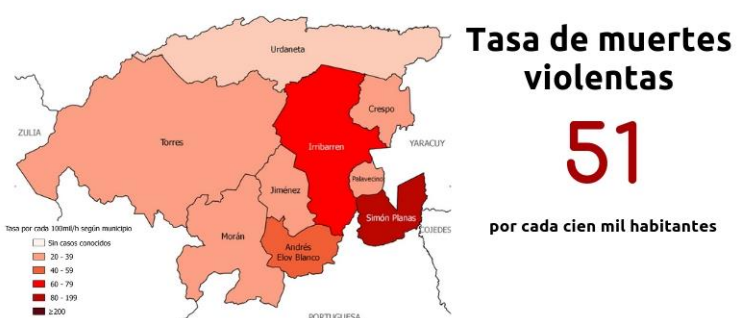 Tasa de muertes
violentas
51
por cada cien mil habitantes
Urdaneta
Crespo
ZULIA
Torres
Irribarren
YARACUY
Palavecino
Jiménez
Simón Planas
COJEDES
Morán
Andrés
Eloy Blanco
PORTUGUESA
Tasa por cada 100mil/h según municipio
Sin casos conocidos
20 - 39
40 - 59
60 - 79
80 - 199
≥200